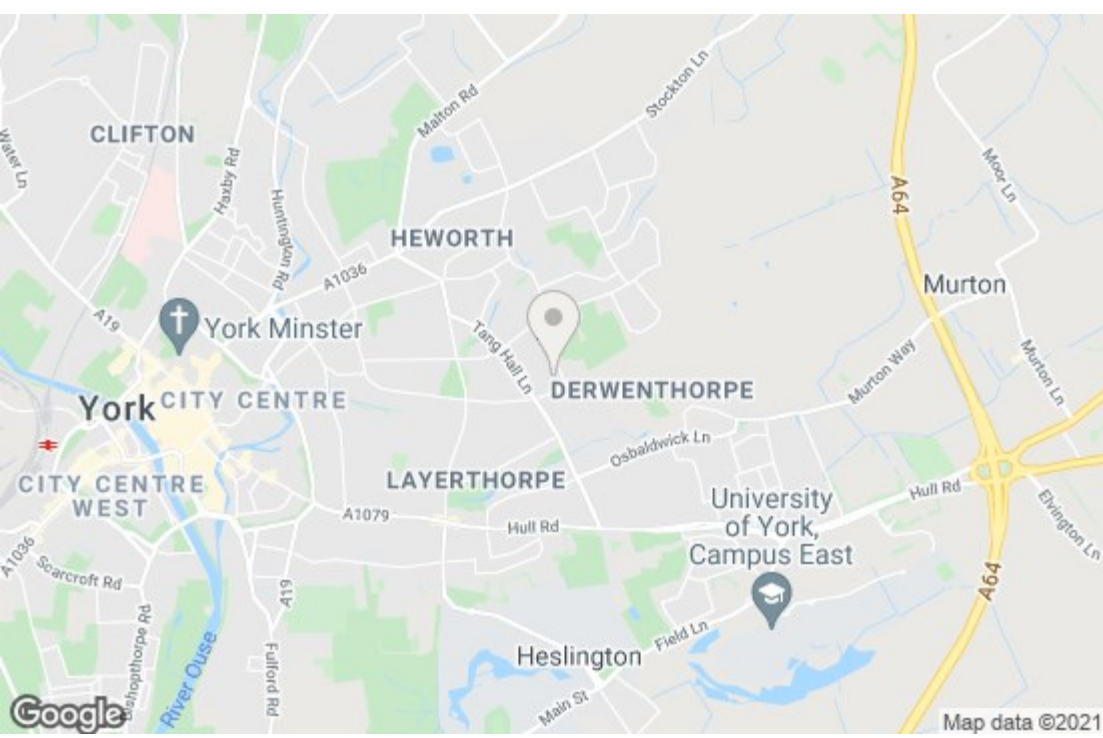 Stockton Ln
Malton Rd
CLIFTON
Water Ln
Haxby Rd
Moor Ln
A64
Huntington Rd
HEWORTH
A1036
Murton
A19
York Minster
Tang Hall Ln
Murton Way
Murton Ln
DERWENTHORPE
York
CITY CENTRE
Osbaldwick Ln
CITY CENTRE
WEST
LAYERTHORPE
University
of York,
Campus East
Hull Rd
A1079
Hull Rd
Elvington Ln
A1036
Scarcroft Rd
A19
A64
Bishopthorpe Rd
River Ouse
Fulford Rd
Field Ln
Heslington
Main St
Google
Map data ©2021